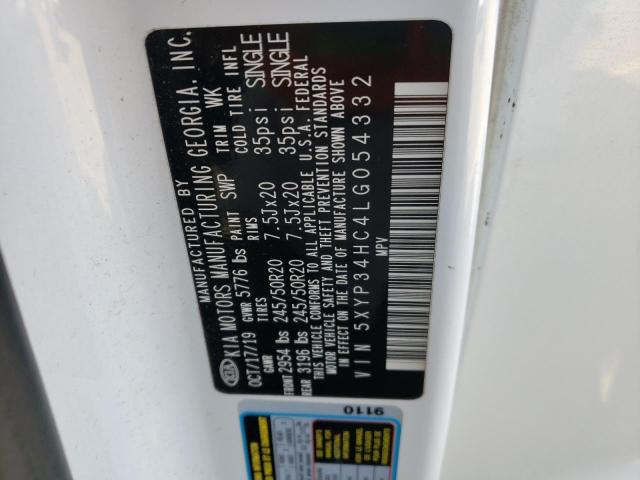 MANUFACTURED BY
KIA KIA MOTORS MANUFACTURING GEORGIA, INC.
OCT/17/19 GVWR 5776 lbs PAINT SWP TRIM WK
GAWR TIRES RIMS COLD TIRE INFL
FRONT 2954 lbs 245/50R20 7.5Jx20 35psi SINGLE
REAR 3196 lbs 245/50R20 7.5Jx20 35psi SINGLE
THIS VEHICLE CONFORMS TO ALL APPLICABLE U.S.A. FEDERAL
MOTOR VEHICLE SAFETY AND THEFT PREVENTION STANDARDS
IN EFFECT ON THE DATE OF MANUFACTURE SHOWN ABOVE
VIN 5XYP34HC4LG054332
MPV
9110